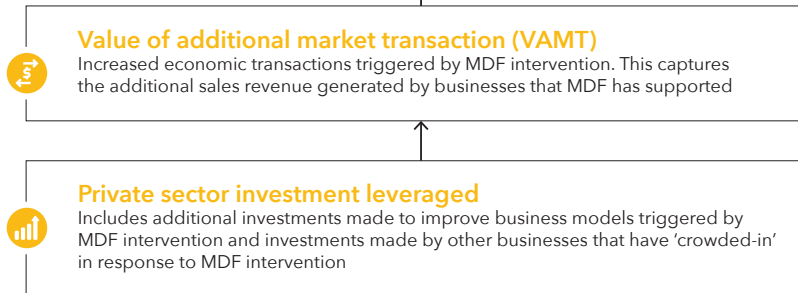 Value of additional market transaction (VAMT)
Increased economic transactions triggered by MDF intervention. This captures
the additional sales revenue generated by businesses that MDF has supported
$
Private sector investment leveraged
Includes additional investments made to improve business models triggered by
MDF intervention and investments made by other businesses that have ‘crowded-in’
in response to MDF intervention